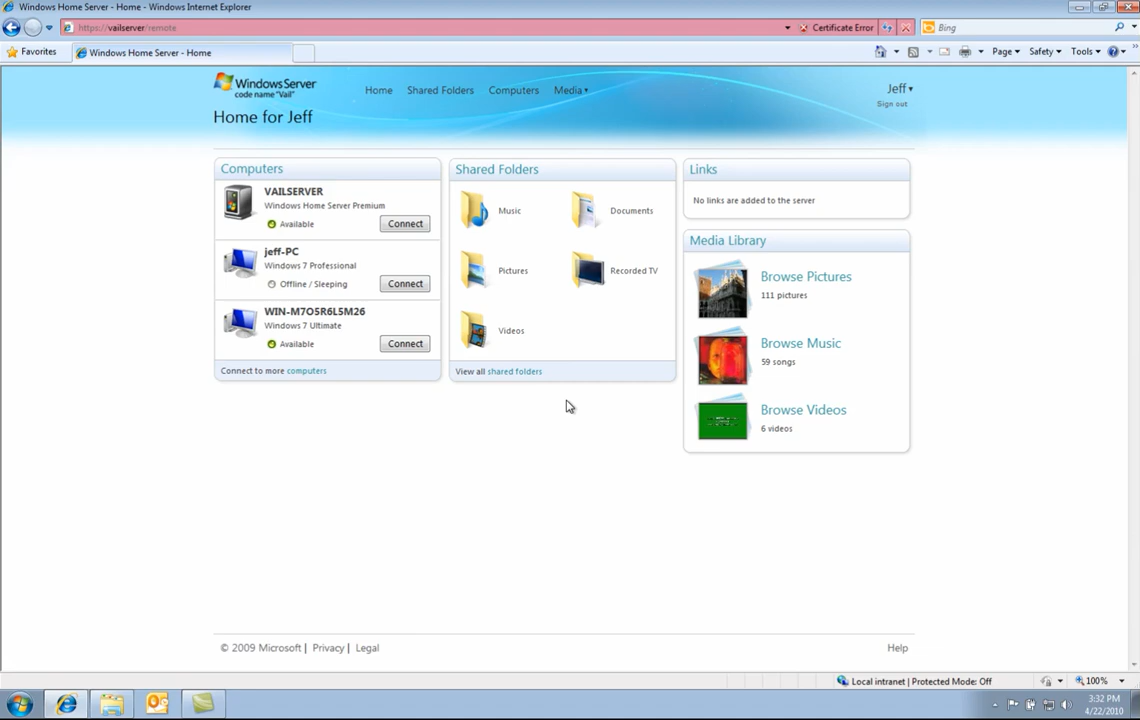 Windows Home Server - Home - Windows Internet Explorer
https://vailserver/remote
Certificate Error
Bing
Favorites
Windows Home Server - Home
Page
Safety
Tools
Windows Server
code name "Vail"
Home
Shared Folders
Computers
Media
Jeff
Sign out
Home for Jeff
Computers
VAILSERVER
Windows Home Server Premium
Available
Connect
jeff-PC
Windows 7 Professional
Offline / Sleeping
Connect
WIN-M7O5R6L5M26
Windows 7 Ultimate
Available
Connect
Connect to more computers
Shared Folders
Music
Documents
Pictures
Recorded TV
Videos
View all shared folders
Links
No links are added to the server
Media Library
Browse Pictures
111 pictures
Browse Music
59 songs
Browse Videos
6 videos
© 2009 Microsoft | Privacy | Legal
Help
Local intranet | Protected Mode: Off
100%
3:32 PM
4/22/2010